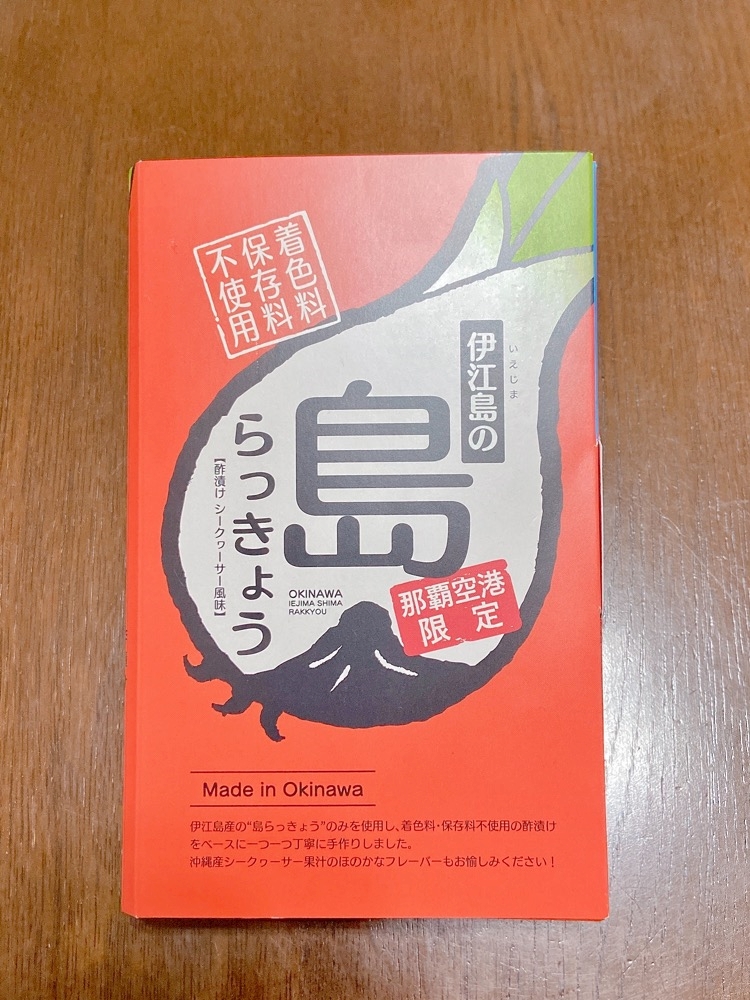 着色料
保存料
不使用
伊江島の
いえじま
島
らっきょう
【酢漬け シークヮーサー風味】
OKINAWA
IEJIMA SHIMA
RAKKYOU
那覇空港
限定
Made in Okinawa
伊江島産の“島らっきょう”のみを使用し、着色料・保存料不使用の酢漬け
をベースに一つ一つ丁寧に手作りしました。
沖縄産シークヮーサー果汁のほのかなフレーバーもお愉しみください！